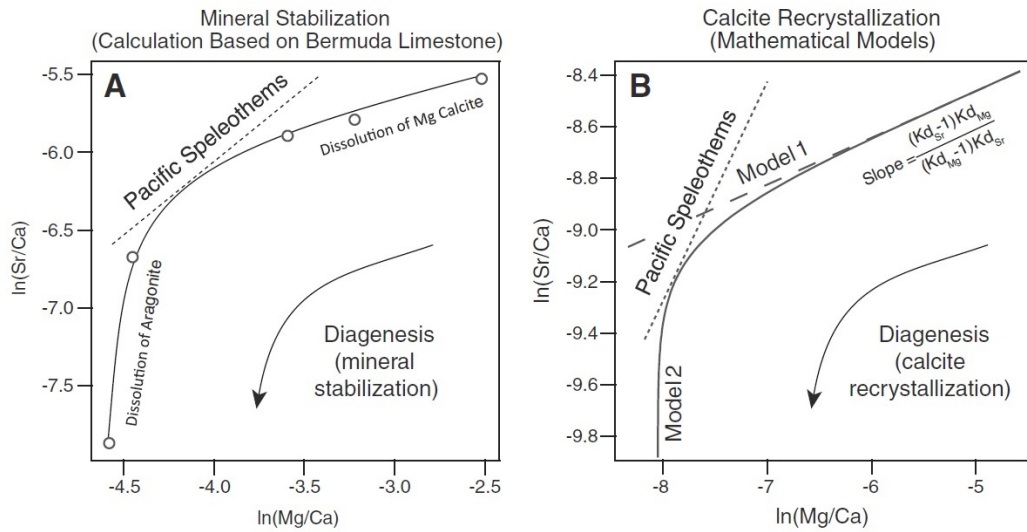 Mineral Stabilization
(Calculation Based on Bermuda Limestone)
A
-5.5
-6.0
-6.5
-7.0
-7.5
ln(Sr/Ca)
Pacific Speleothems
Dissolution of Mg Calcite
Dissolution of Aragonite
Diagenesis
(mineral
stabilization)
-4.5 -4.0 -3.5 -3.0 -2.5
ln(Mg/Ca)
Calcite Recrystallization
(Mathematical Models)
B
-8.4
-8.6
-8.8
-9.0
-9.2
-9.4
-9.6
-9.8
ln(Sr/Ca)
Pacific Speleothems
Model 1
Slope=(Kd_Sr-1)Kd_Mg
(Kd_Mg-1)Kd_Sr
Model 2
Diagenesis
(calcite
recrystallization)
-8 -7 -6 -5
ln(Mg/Ca)